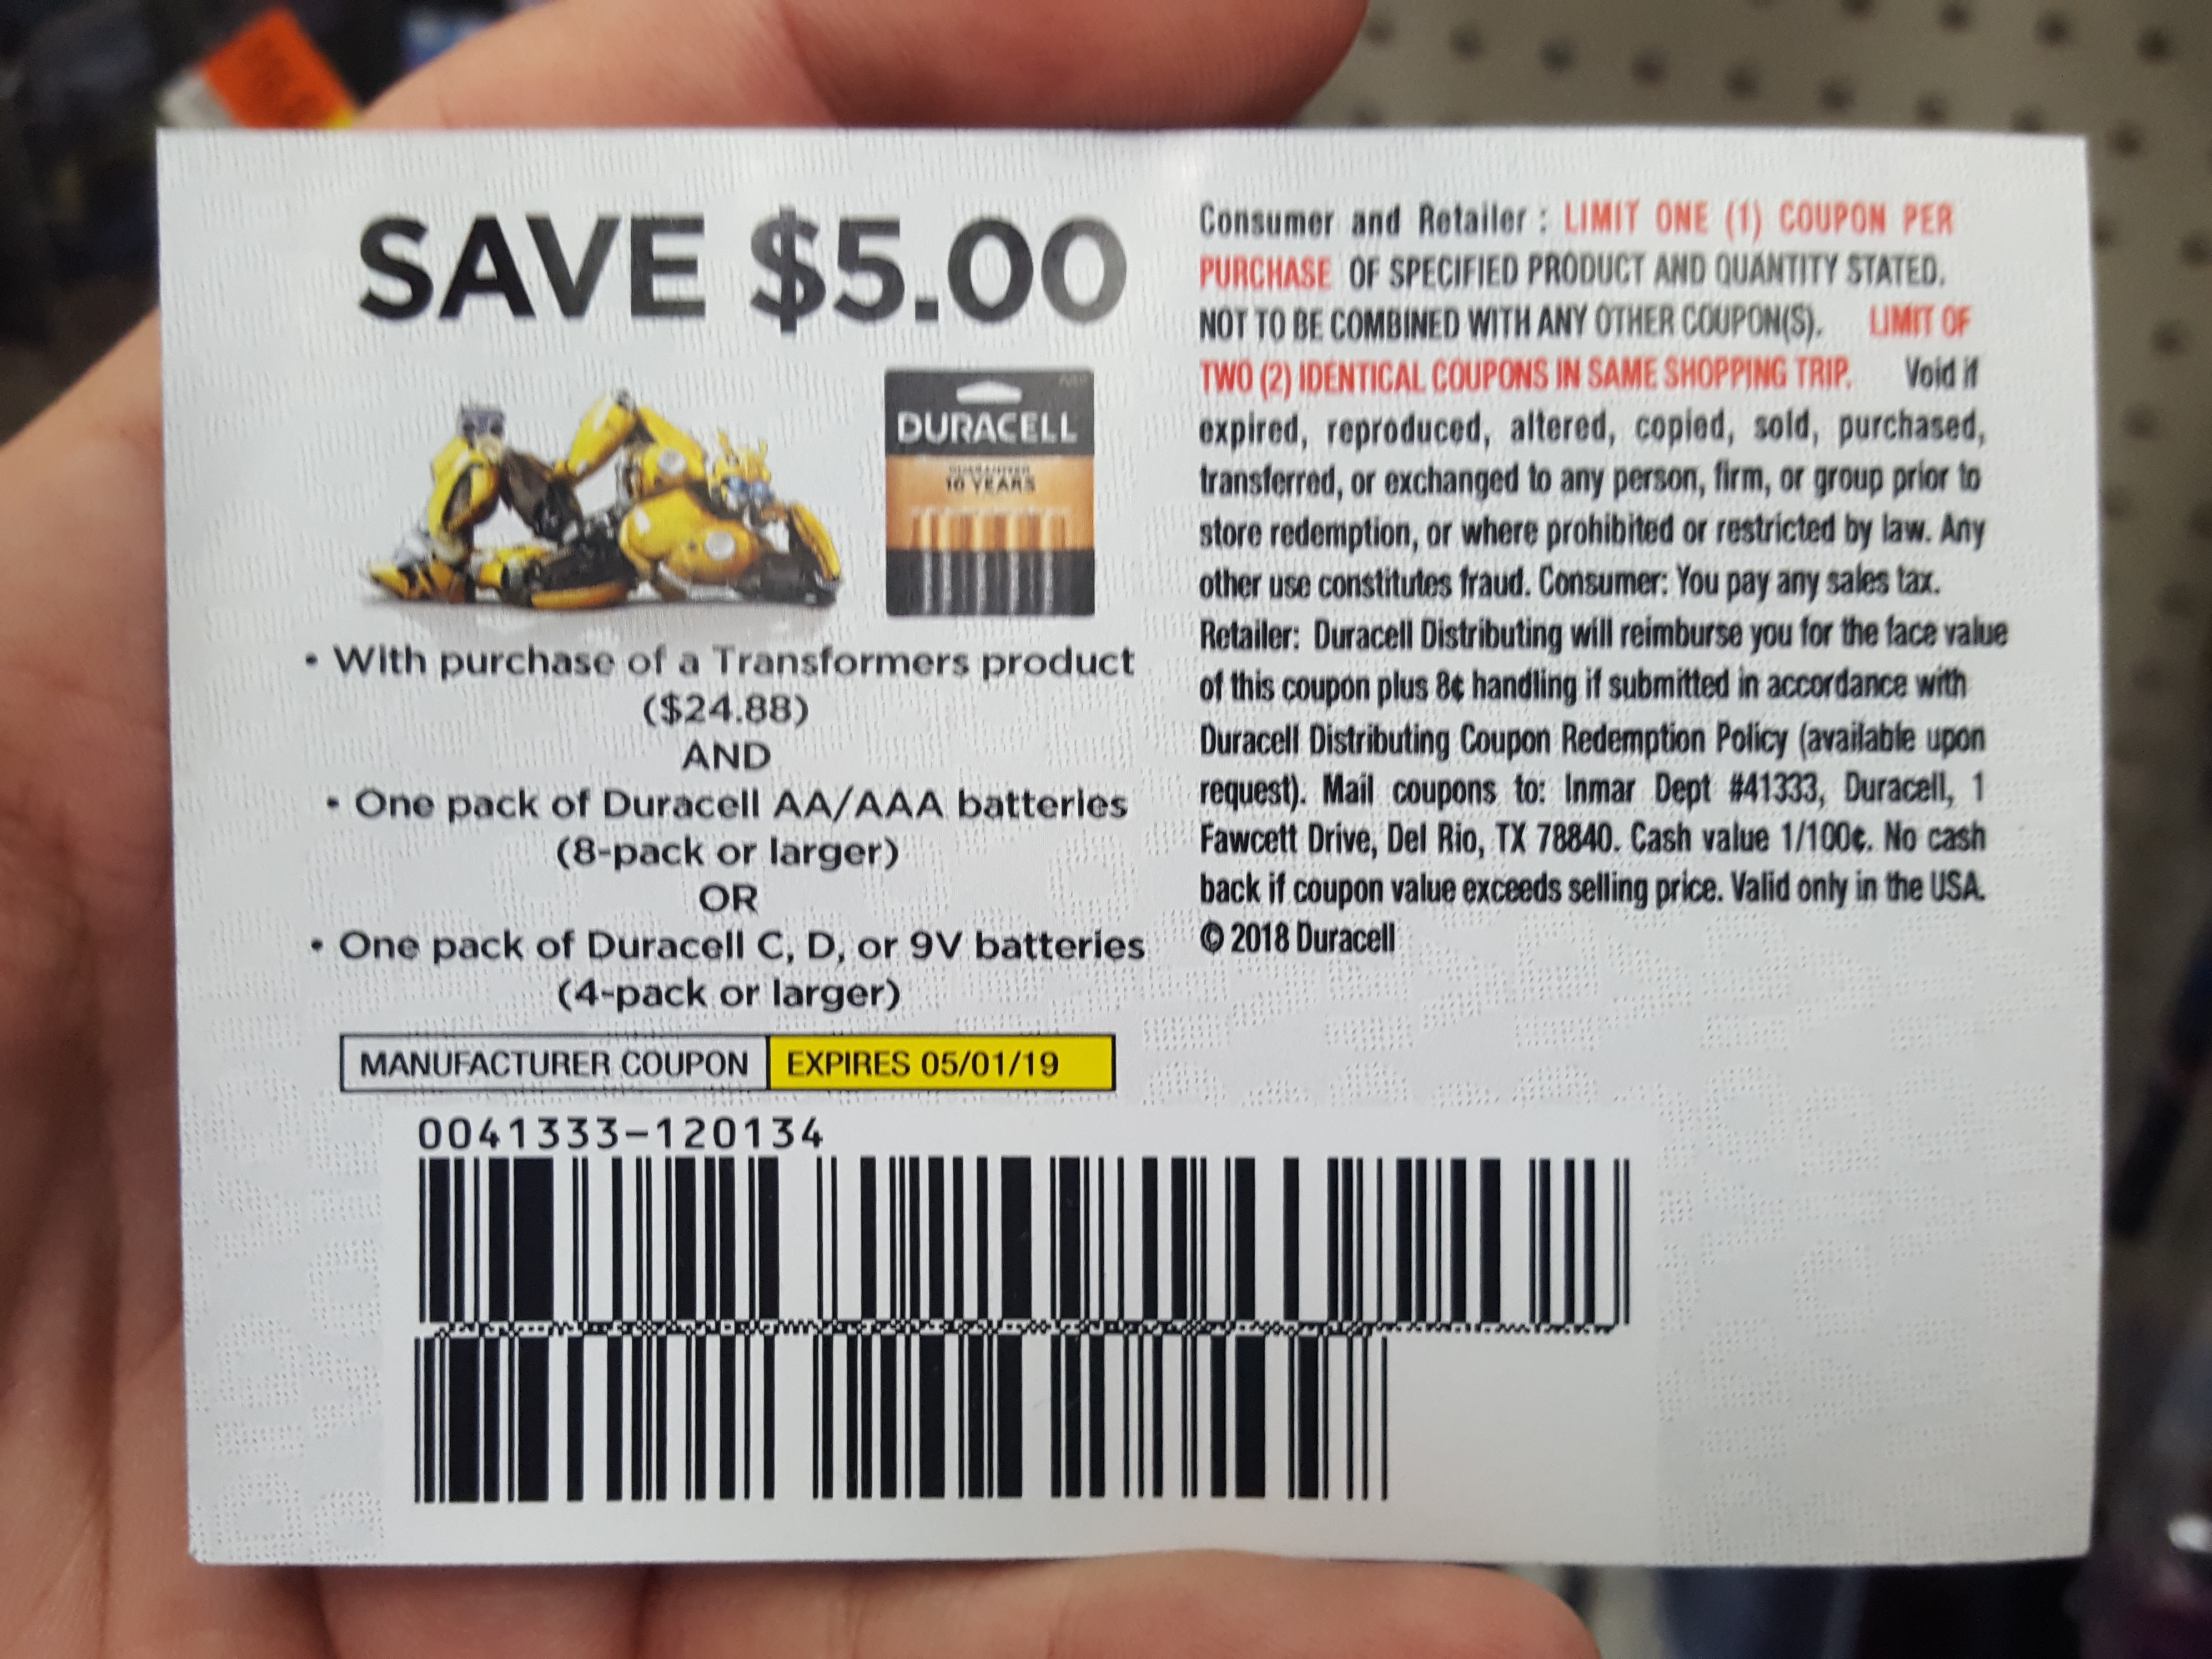 SAVE $5.00
DURACELL
GUARANTEED
10 YEARS
• With purchase of a Transformers product
($24.88)
AND
• One pack of Duracell AA/AAA batteries
(8-pack or larger)
OR
• One pack of Duracell C, D, or 9V batteries
(4-pack or larger)
MANUFACTURER COUPON EXPIRES 05/01/19
0041333-120134
Consumer and Retailer : LIMIT ONE (1) COUPON PER
PURCHASE OF SPECIFIED PRODUCT AND QUANTITY STATED.
NOT TO BE COMBINED WITH ANY OTHER COUPON(S). LIMIT OF
TWO (2) IDENTICAL COUPONS IN SAME SHOPPING TRIP. Void if
expired, reproduced, altered, copied, sold, purchased,
transferred, or exchanged to any person, firm, or group prior to
store redemption, or where prohibited or restricted by law. Any
other use constitutes fraud. Consumer: You pay any sales tax.
Retailer: Duracell Distributing will reimburse you for the face value
of this coupon plus 8¢ handling if submitted in accordance with
Duracell Distributing Coupon Redemption Policy (available upon
request). Mail coupons to: Inmar Dept #41333, Duracell, 1
Fawcett Drive, Del Rio, TX 78840. Cash value 1/100¢. No cash
back if coupon value exceeds selling price. Valid only in the USA.
© 2018 Duracell